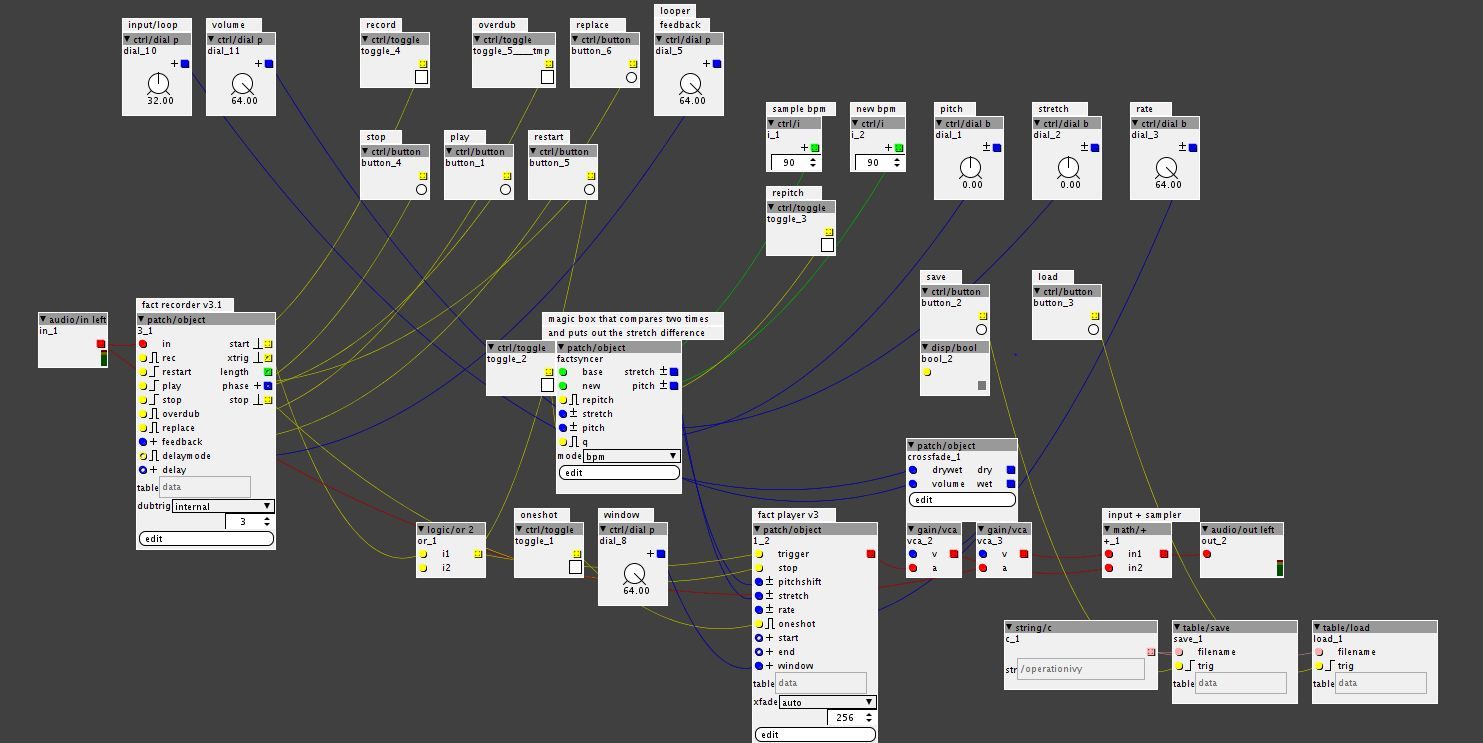 looper
input/loop
volume
record
overdub
replace
feedback
ctrl/dial p
ctrl/dial p
ctrl/toggle
ctrl/toggle
ctrl/button
ctrl/dial p
dial_10
dial_11
toggle_4
toggle_5____tmp
button_6
dial_5
+
+
+
32.00
64.00
64.00
sample bpm
new bpm
pitch
stretch
rate
ctrl/i
ctrl/i
ctrl/dial b
ctrl/dial b
ctrl/dial b
i_1
i_2
dial_1
dial_2
dial_3
+
+
±
±
±
90
90
0.00
0.00
64.00
stop
play
restart
ctrl/button
ctrl/button
ctrl/button
button_4
button_1
button_5
repitch
ctrl/toggle
toggle_3
save
load
ctrl/button
ctrl/button
button_2
button_3
disp/bool
bool_2
audio/in left
in_1
fact recorder v3.1
patch/object
3_1
in start
rec xtrig
restart length
play phase +
stop stop
overdub
replace
feedback
+
delaymode
+ delay
table data
dubtrig internal
3
edit
magic box that compares two times
and puts out the stretch difference
ctrl/toggle
toggle_2
patch/object
factsyncer
base stretch ±
new pitch ±
repitch
± stretch
± pitch
q
mode bpm
edit
patch/object
crossfade_1
drywet dry
volume wet
edit
logic/or 2
or_1
i1
i2
oneshot
ctrl/toggle
toggle_1
window
ctrl/dial p
dial_8
+
64.00
fact player v3
patch/object
1_2
trigger
stop
± pitchshift
± stretch
± rate
oneshot
+ start
+ end
+ window
table data
xfade auto
256
edit
gain/vca
vca_2
v
a
gain/vca
vca_3
v
a
input + sampler
math/+
+_1
in1
in2
audio/out left
out_2
string/c
c_1
str /operationivy
table/save
save_1
filename
trig
table data
table/load
load_1
filename
trig
table data